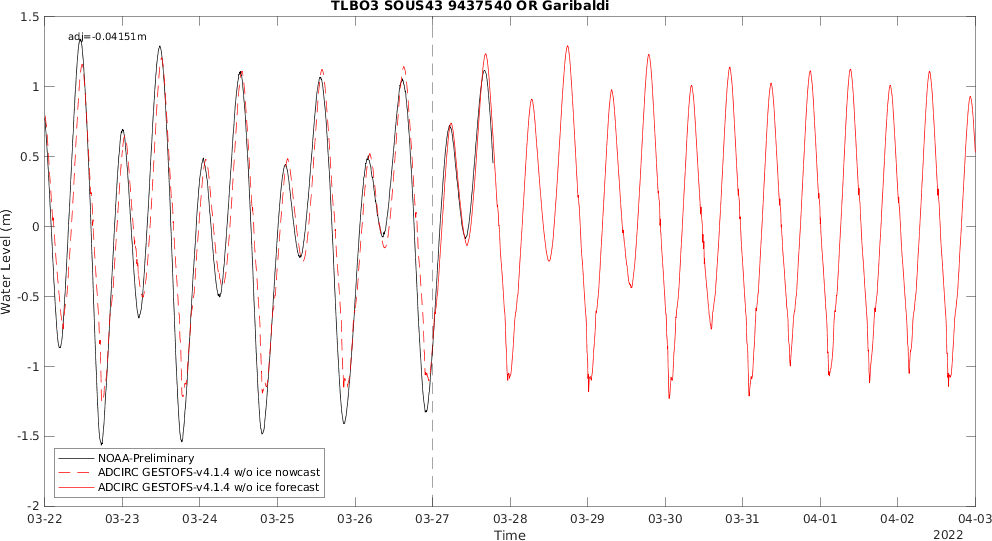 TLBO3 SOUS43 9437540 OR Garibaldi
adj=-0.04151m
1.5
1
0.5
0
-0.5
-1
-1.5
-2
Water Level (m)
NOAA-Preliminary
ADCIRC GESTOFS-v4.1.4 w/o ice nowcast
ADCIRC GESTOFS-v4.1.4 w/o ice forecast
03-22 03-23 03-24 03-25 03-26 03-27 03-28 03-29 03-30 03-31 04-01 04-02 04-03
Time
2022